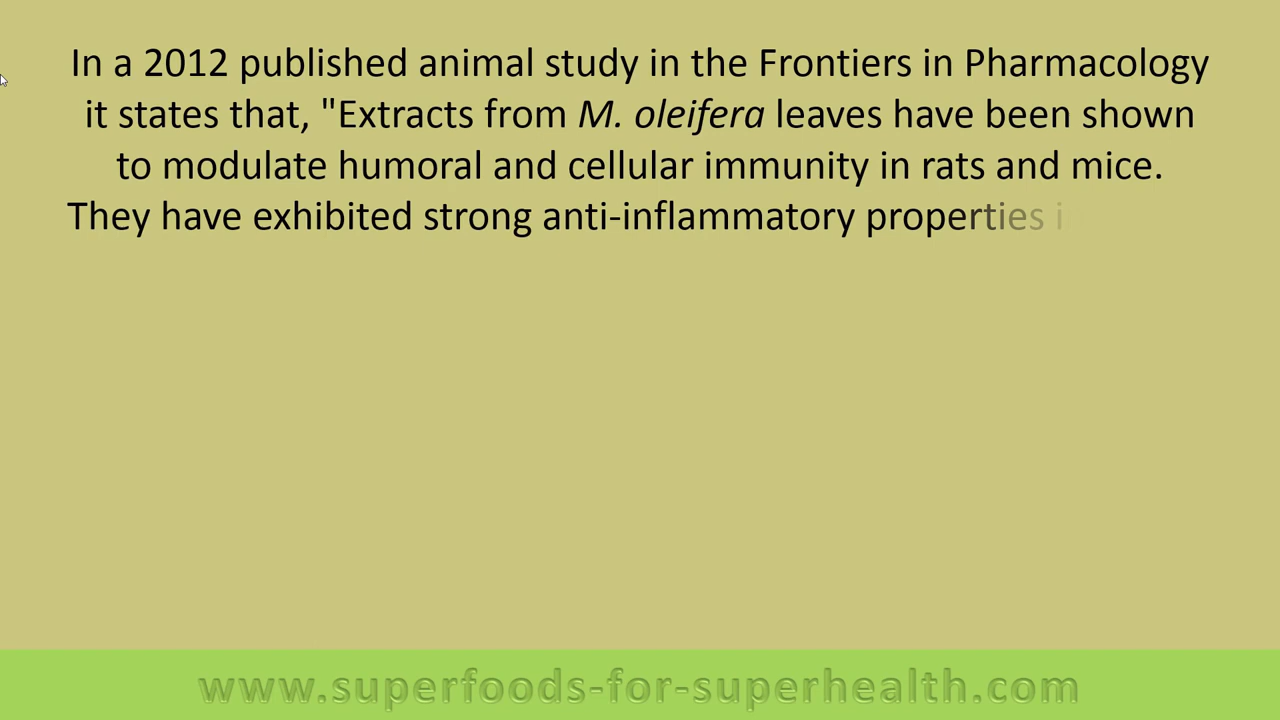 In a 2012 published animal study in the Frontiers in Pharmacology
it states that, "Extracts from M. oleifera leaves have been shown
to modulate humoral and cellular immunity in rats and mice.
They have exhibited strong anti-inflammatory properties
www.superfoods-for-superhealth.com